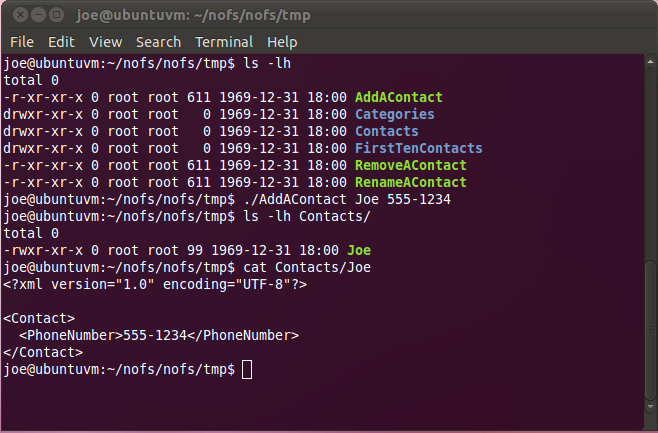 joe@ubuntuvm: ~/nofs/nofs/tmp
File Edit View Search Terminal Help
joe@ubuntuvm:~/nofs/nofs/tmp$ ls -lh
total 0
-r-xr-xr-x 0 root root 611 1969-12-31 18:00 AddAContact
drwxr-xr-x 0 root root   0 1969-12-31 18:00 Categories
drwxr-xr-x 0 root root   0 1969-12-31 18:00 Contacts
drwxr-xr-x 0 root root   0 1969-12-31 18:00 FirstTenContacts
-r-xr-xr-x 0 root root 611 1969-12-31 18:00 RemoveAContact
-r-xr-xr-x 0 root root 611 1969-12-31 18:00 RenameAContact
joe@ubuntuvm:~/nofs/nofs/tmp$ ./AddAContact Joe 555-1234
joe@ubuntuvm:~/nofs/nofs/tmp$ ls -lh Contacts/
total 0
-rwxr-xr-x 0 root root 99 1969-12-31 18:00 Joe
joe@ubuntuvm:~/nofs/nofs/tmp$ cat Contacts/Joe
<?xml version="1.0" encoding="UTF-8"?>
<Contact>
  <PhoneNumber>555-1234</PhoneNumber>
</Contact>
joe@ubuntuvm:~/nofs/nofs/tmp$